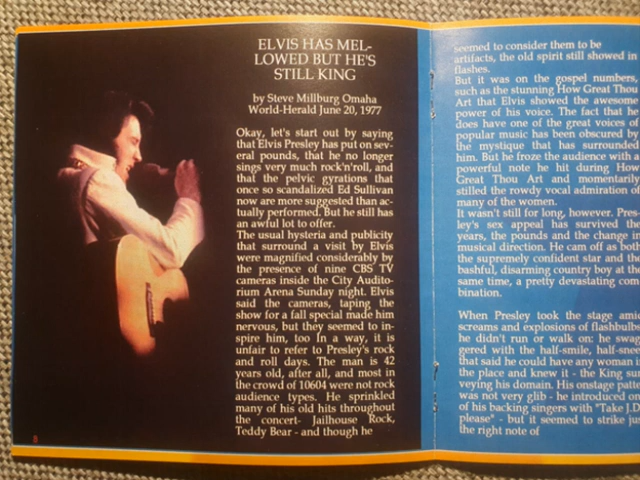 ELVIS HAS MEL-
LOWED BUT HE'S
STILL KING
by Steve Millburg Omaha
World-Herald June 20, 1977
Okay, let's start out by saying
that Elvis Presley has put on sev-
eral pounds, that he no longer
sings very much rock'n'roll, and
that the pelvic gyrations that
once so scandalized Ed Sullivan
now are more suggested than ac-
tually performed. But he still has
an awful lot to offer.
The usual hysteria and publicity
that surround a visit by Elvis
were magnified considerably by
the presence of nine CBS TV
cameras inside the City Audito-
rium Arena Sunday night. Elvis
said the cameras, taping the
show for a fall special made him
nervous, but they seemed to in-
spire him, too In a way, it is
unfair to refer to Presley's rock
and roll days. The man is 42
years old, after all, and most in
the crowd of 10604 were not rock
audience types. He sprinkled
many of his old hits throughout
the concert- Jailhouse Rock,
Teddy Bear - and though he
8
seemed to consider them to be
artifacts, the old spirit still showed in
flashes.
But it was on the gospel numbers,
such as the stunning How Great Thou
Art that Elvis showed the awesome
power of his voice. The fact that he
does have one of the great voices of
popular music has been obscured by
the mystique that has surrounded
him. But he froze the audience with a
powerful note he hit during How
Great Thou Art and momentarily
stilled the rowdy vocal admiration of
many of the women.
It wasn't still for long, however. Pres-
ley's sex appeal has survived the
years, the pounds and the change in
musical direction. He cam off as both
the supremely confident star and the
bashful, disarming country boy at the
same time, a pretty devastating com-
bination.
When Presley took the stage amid
screams and explosions of flashbulbs
he didn't run or walk on: he swag-
gered with the half-smile, half-sneer
that said he could have any woman in
the place and knew it - the King sur-
veying his domain. His onstage patter
was not very glib - he introduced one
of his backing singers with "Take J.D.
please" - but it seemed to strike just
the right note of